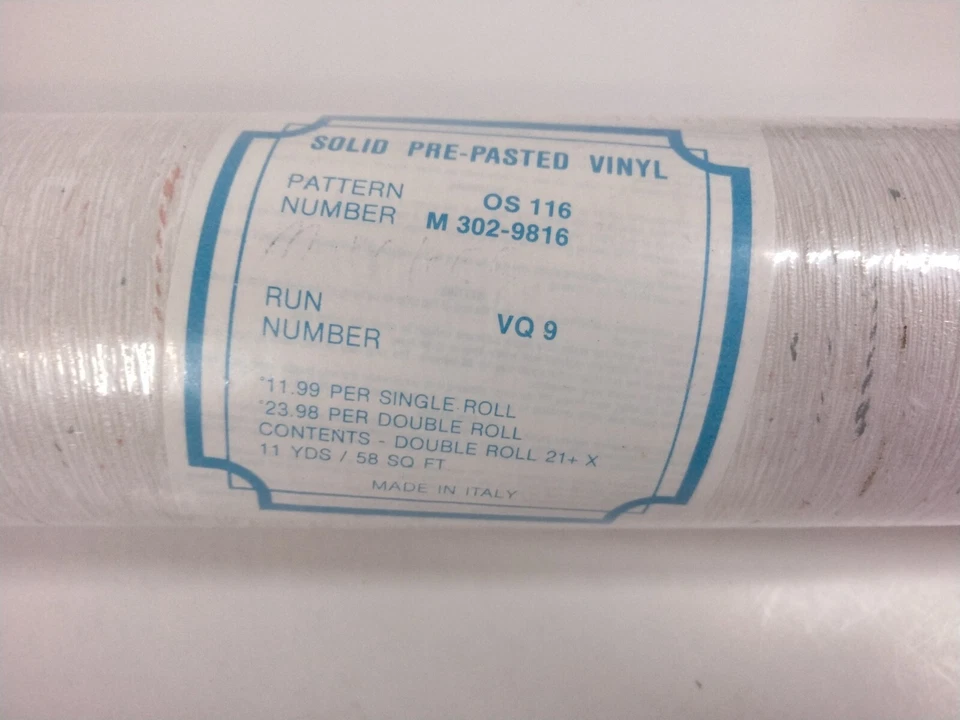 SOLID PRE-PASTED VINYL
PATTERN OS 116
NUMBER M 302-9816
RUN
NUMBER VQ 9
*11.99 PER SINGLE ROLL
*23.98 PER DOUBLE ROLL
CONTENTS - DOUBLE ROLL 21+ X
11 YDS / 58 SQ FT
MADE IN ITALY